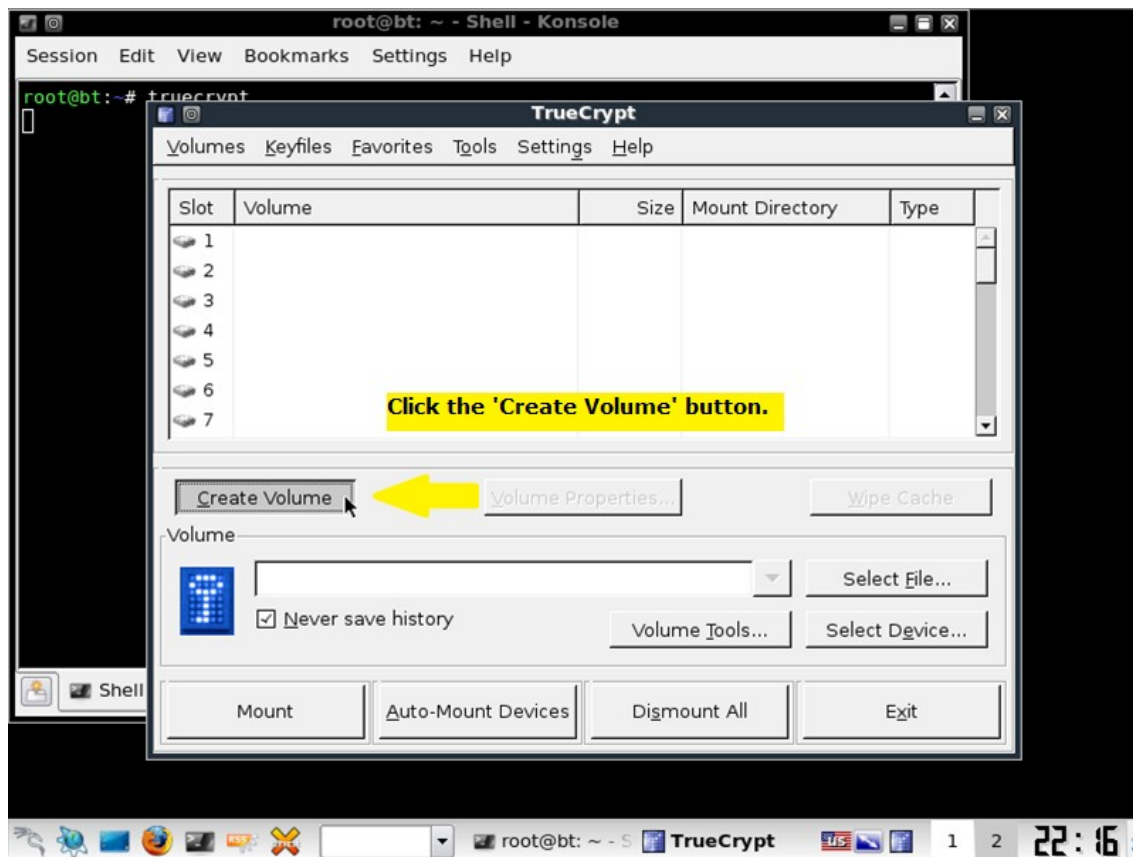 root@bt: ~ - Shell - Konsole
Session Edit View Bookmarks Settings Help
root@bt:~# truecrypt
TrueCrypt
Volumes Keyfiles Favorites Tools Settings Help
Slot Volume Size Mount Directory Type
1
2
3
4
5
6
7
Click the 'Create Volume' button.
Create Volume Volume Properties... Wipe Cache
Volume
Select File...
Never save history
Volume Tools... Select Device...
Shell
Mount Auto-Mount Devices Dismount All Exit
root@bt: ~ - S TrueCrypt US 1 2 22:16